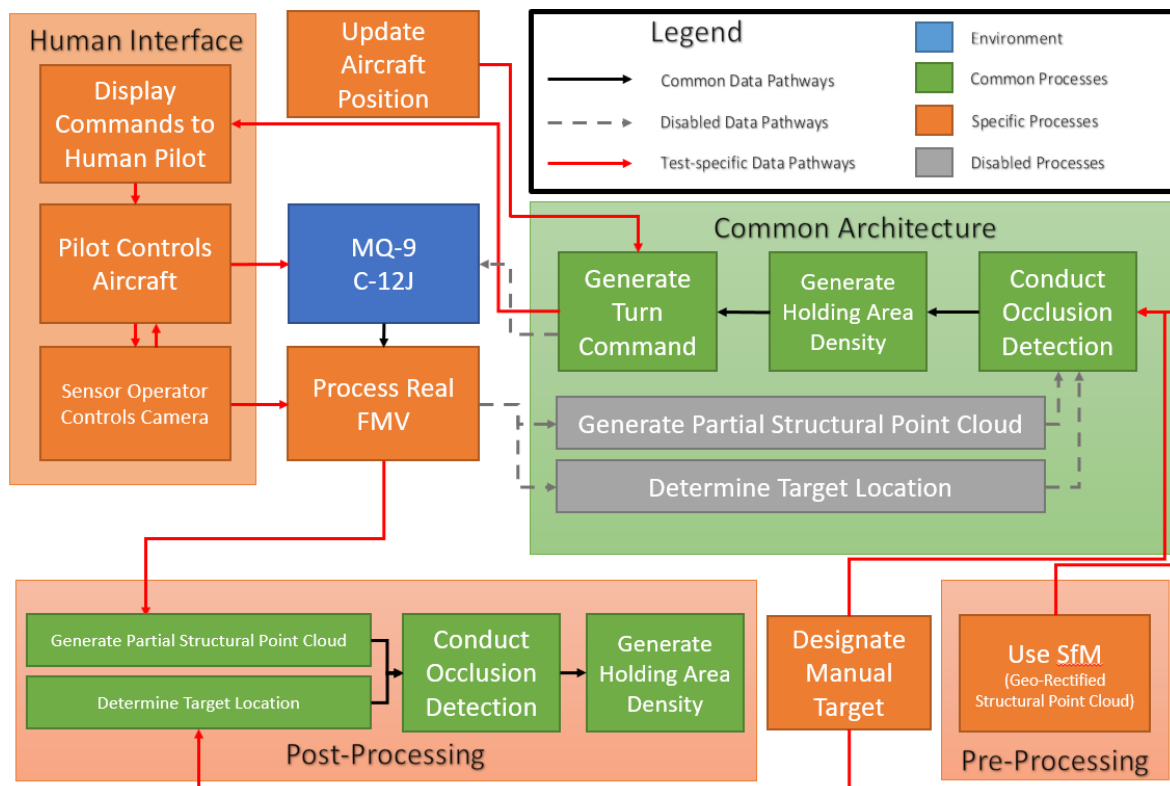 Human Interface
Display
Commands to
Human Pilot
Pilot Controls
Aircraft
Sensor Operator
Controls Camera
Update
Aircraft
Position
MQ-9
C-12J
Process Real
FMV
Legend
Common Data Pathways
Disabled Data Pathways
Test-specific Data Pathways
Environment
Common Processes
Specific Processes
Disabled Processes
Common Architecture
Generate
Turn
Command
Generate
Holding Area
Density
Conduct
Occlusion
Detection
Generate Partial Structural Point Cloud
Determine Target Location
Generate Partial Structural Point Cloud
Determine Target Location
Conduct
Occlusion
Detection
Generate
Holding Area
Density
Post-Processing
Designate
Manual
Target
Use SfM
(Geo-Rectified
Structural Point Cloud)
Pre-Processing